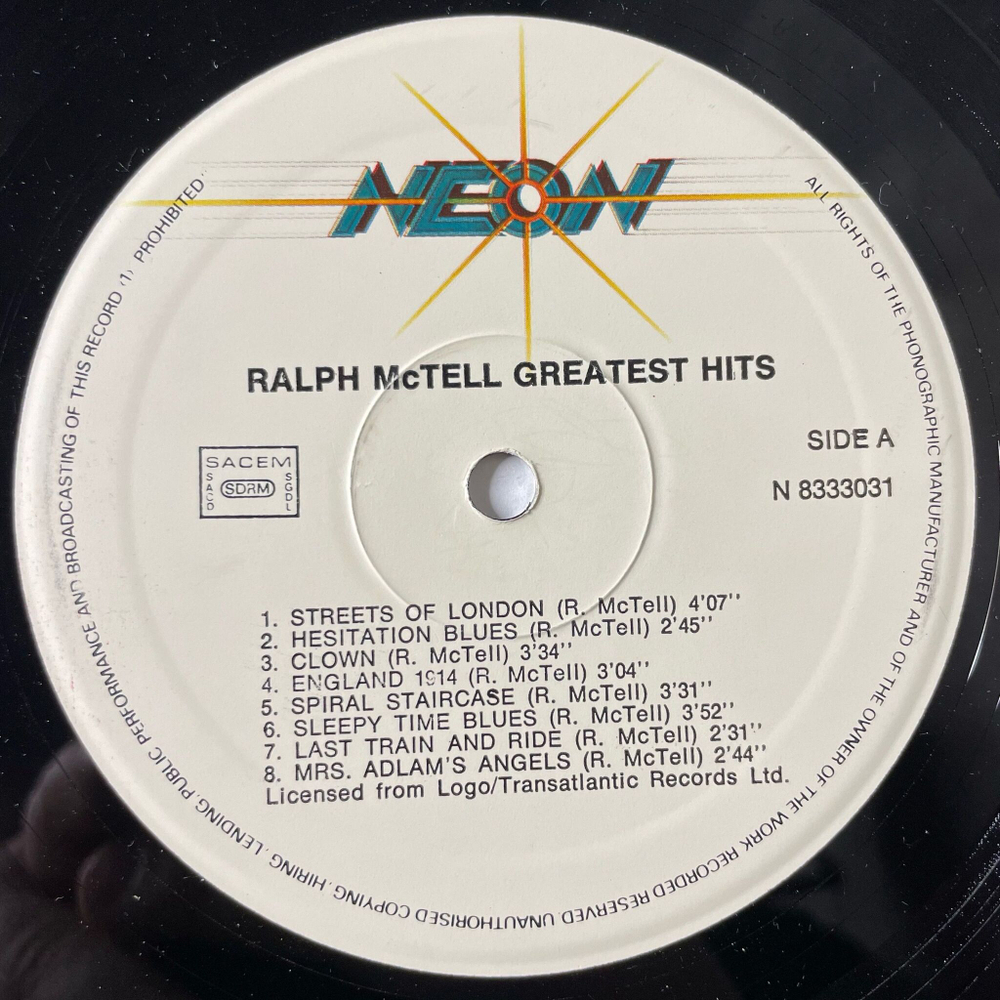 NEON
RALPH McTELL GREATEST HITS
SIDE A
N 8333031
SACEM
SACD
SDRM
SGDL
1. STREETS OF LONDON (R. McTell) 4'07''
2. HESITATION BLUES (R. McTell) 2'45''
3. CLOWN (R. McTell) 3'34''
4. ENGLAND 1914 (R. McTell) 3'04''
5. SPIRAL STAIRCASE (R. McTell) 3'31''
6. SLEEPY TIME BLUES (R. McTell) 3'52''
7. LAST TRAIN AND RIDE (R. McTell) 2'31''
8. MRS. ADLAM'S ANGELS (R. McTell) 2'44''
Licensed from Logo/Transatlantic Records Ltd.
ALL RIGHTS OF THE PHONOGRAPHIC MANUFACTURER AND OF THE OWNER OF THE WORK RECORDED RESERVED UNAUTHORISED COPYING, HIRING, LENDING, PUBLIC PERFORMANCE AND BROADCASTING OF THIS RECORD (1) PROHIBITED